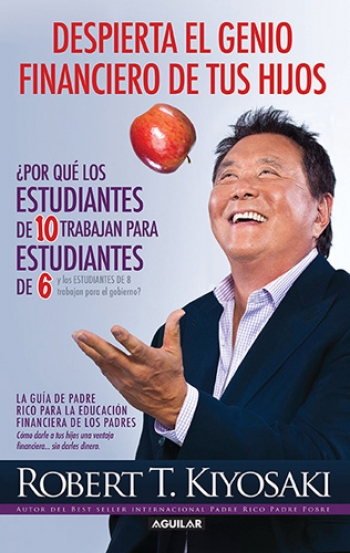 DESPIERTA EL GENIO
FINANCIERO DE TUS HIJOS
¿POR QUÉ LOS
ESTUDIANTES
DE 10 TRABAJAN PARA
ESTUDIANTES
DE 6 y los ESTUDIANTES DE 8
trabajan para el gobierno?
LA GUÍA DE PADRE
RICO PARA LA EDUCACIÓN
FINANCIERA DE LOS PADRES
Cómo darle a tus hijos una ventaja
financiera... sin darles dinero.
ROBERT T. KIYOSAKI
AUTOR DEL BEST SELLER INTERNACIONAL PADRE RICO PADRE POBRE
AGUILAR